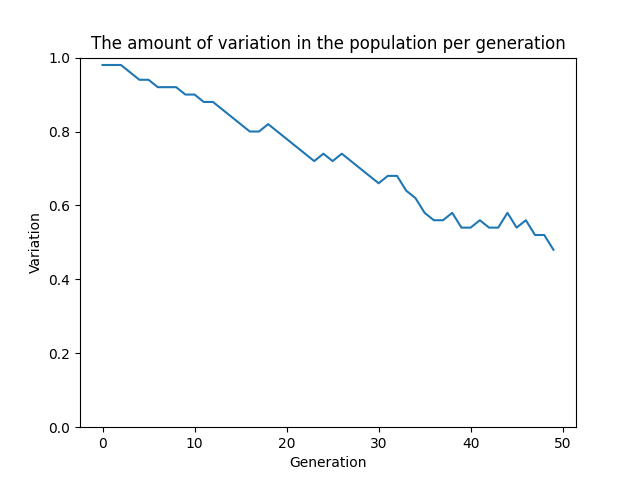 The amount of variation in the population per generation
1.0
0.8
0.6
0.4
0.2
0.0
Variation
0 10 20 30 40 50
Generation